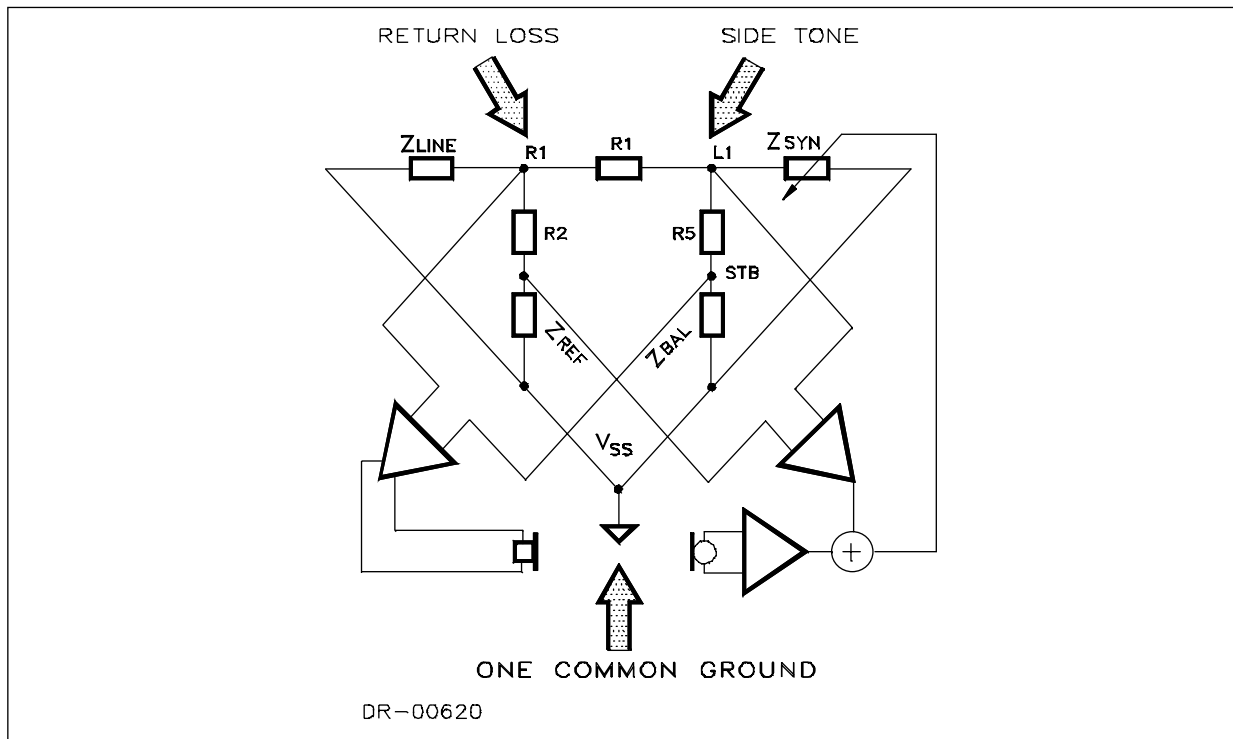 RETURN LOSS
SIDE TONE
ZLINE
R1
R1
L1
ZSYN
R2
R5
STB
ZREF
ZBAL
VSS
+
ONE COMMON GROUND
DR-00620